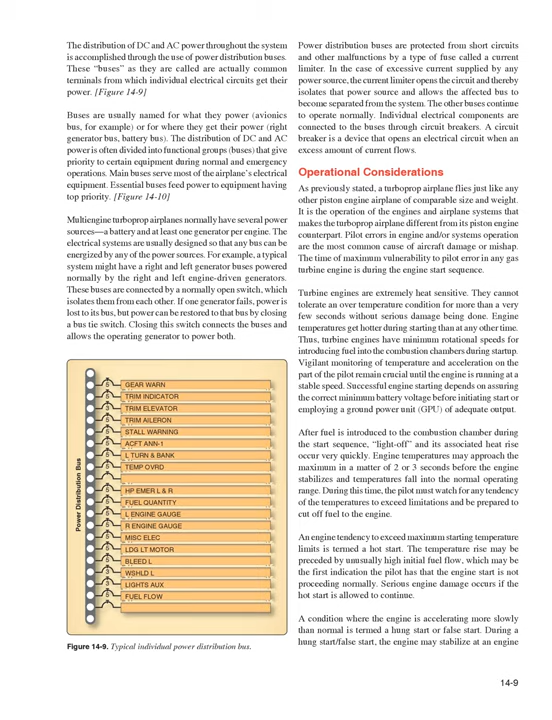 The distribution of DC and AC power throughout the system
is accomplished through the use of power distribution buses.
These “buses” as they are called are actually common
terminals from which individual electrical circuits get their
power. [Figure 14-9]
Buses are usually named for what they power (avionics
bus, for example) or for where they get their power (right
generator bus, battery bus). The distribution of DC and AC
power is often divided into functional groups (buses) that give
priority to certain equipment during normal and emergency
operations. Main buses serve most of the airplane’s electrical
equipment. Essential buses feed power to equipment having
top priority. [Figure 14-10]
Multiengine turboprop airplanes normally have several power
sources—a battery and at least one generator per engine. The
electrical systems are usually designed so that any bus can be
energized by any of the power sources. For example, a typical
system might have a right and left generator buses powered
normally by the right and left engine-driven generators.
These buses are connected by a normally open switch, which
isolates them from each other. If one generator fails, power is
lost to its bus, but power can be restored to that bus by closing
a bus tie switch. Closing this switch connects the buses and
allows the operating generator to power both.
Power Distribution Bus
5 GEAR WARN
5 TRIM INDICATOR
3 TRIM ELEVATOR
5 TRIM AILERON
5 STALL WARNING
5 ACFT ANN-1
5 L TURN & BANK
5 TEMP OVRD
5
5 HP EMER L & R
5 FUEL QUANTITY
5 L ENGINE GAUGE
5 R ENGINE GAUGE
5 MISC ELEC
5 LDG LT MOTOR
5 BLEED L
3 WSHLD L
3 LIGHTS AUX
5 FUEL FLOW
Figure 14-9. Typical individual power distribution bus.
Power distribution buses are protected from short circuits
and other malfunctions by a type of fuse called a current
limiter. In the case of excessive current supplied by any
power source, the current limiter opens the circuit and thereby
isolates that power source and allows the affected bus to
become separated from the system. The other buses continue
to operate normally. Individual electrical components are
connected to the buses through circuit breakers. A circuit
breaker is a device that opens an electrical circuit when an
excess amount of current flows.
Operational Considerations
As previously stated, a turboprop airplane flies just like any
other piston engine airplane of comparable size and weight.
It is the operation of the engines and airplane systems that
makes the turboprop airplane different from its piston engine
counterpart. Pilot errors in engine and/or systems operation
are the most common cause of aircraft damage or mishap.
The time of maximum vulnerability to pilot error in any gas
turbine engine is during the engine start sequence.
Turbine engines are extremely heat sensitive. They cannot
tolerate an over temperature condition for more than a very
few seconds without serious damage being done. Engine
temperatures get hotter during starting than at any other time.
Thus, turbine engines have minimum rotational speeds for
introducing fuel into the combustion chambers during startup.
Vigilant monitoring of temperature and acceleration on the
part of the pilot remain crucial until the engine is running at a
stable speed. Successful engine starting depends on assuring
the correct minimum battery voltage before initiating start or
employing a ground power unit (GPU) of adequate output.
After fuel is introduced to the combustion chamber during
the start sequence, “light-off” and its associated heat rise
occur very quickly. Engine temperatures may approach the
maximum in a matter of 2 or 3 seconds before the engine
stabilizes and temperatures fall into the normal operating
range. During this time, the pilot must watch for any tendency
of the temperatures to exceed limitations and be prepared to
cut off fuel to the engine.
An engine tendency to exceed maximum starting temperature
limits is termed a hot start. The temperature rise may be
preceded by unusually high initial fuel flow, which may be
the first indication the pilot has that the engine start is not
proceeding normally. Serious engine damage occurs if the
hot start is allowed to continue.
A condition where the engine is accelerating more slowly
than normal is termed a hung start or false start. During a
hung start/false start, the engine may stabilize at an engine
14-9